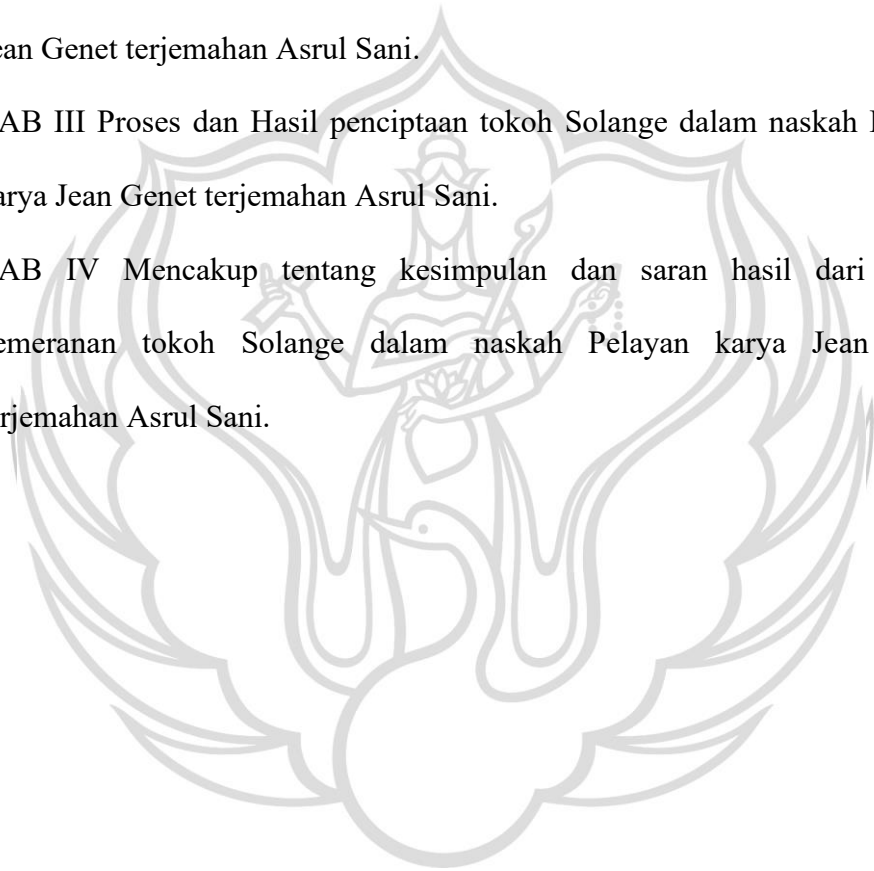 ean Genet terjemahan Asrul Sani.
AB III Proses dan Hasil penciptaan tokoh Solange dalam naskah
arya Jean Genet terjemahan Asrul Sani.
AB IV Mencakup tentang kesimpulan dan saran hasil dari
emeranan tokoh Solange dalam naskah Pelayan karya Jean
rjemahan Asrul Sani.